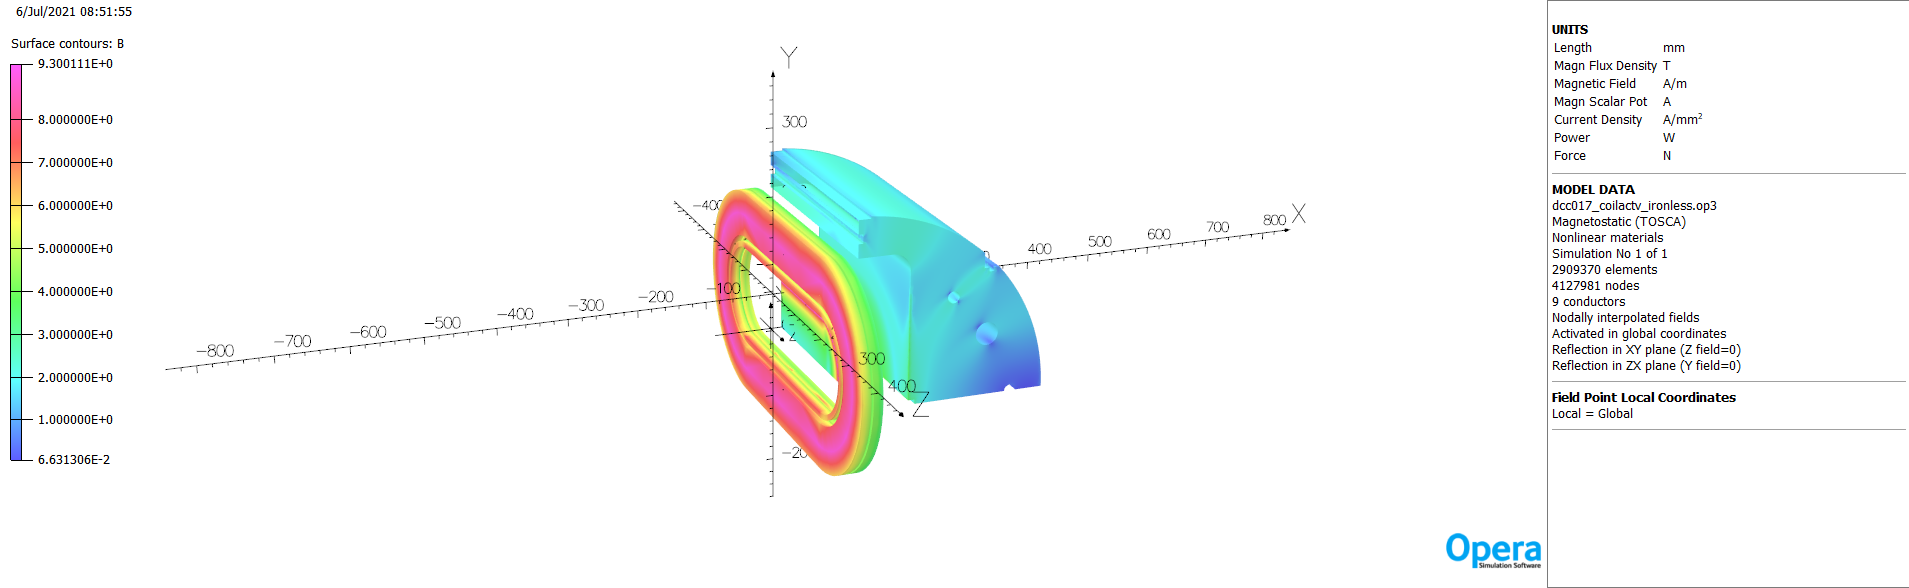 6/Jul/2021 08:51:55
Surface contours: B
9.300111E+0
8.000000E+0
7.000000E+0
6.000000E+0
5.000000E+0
4.000000E+0
3.000000E+0
2.000000E+0
1.000000E+0
6.631306E-2
Y
300
-400
-800
-700
-600
-500
-400
-300
-200
-100
300
400
Z
Z
-20
400
500
600
700
800
X
Opera
Simulation Software
UNITS
Length mm
Magn Flux Density T
Magnetic Field A/m
Magn Scalar Pot A
Current Density A/mm²
Power W
Force N
MODEL DATA
dcc017_coilactv_ironless.op3
Magnetostatic (TOSCA)
Nonlinear materials
Simulation No 1 of 1
2909370 elements
4127981 nodes
9 conductors
Nodally interpolated fields
Activated in global coordinates
Reflection in XY plane (Z field=0)
Reflection in ZX plane (Y field=0)
Field Point Local Coordinates
Local = Global